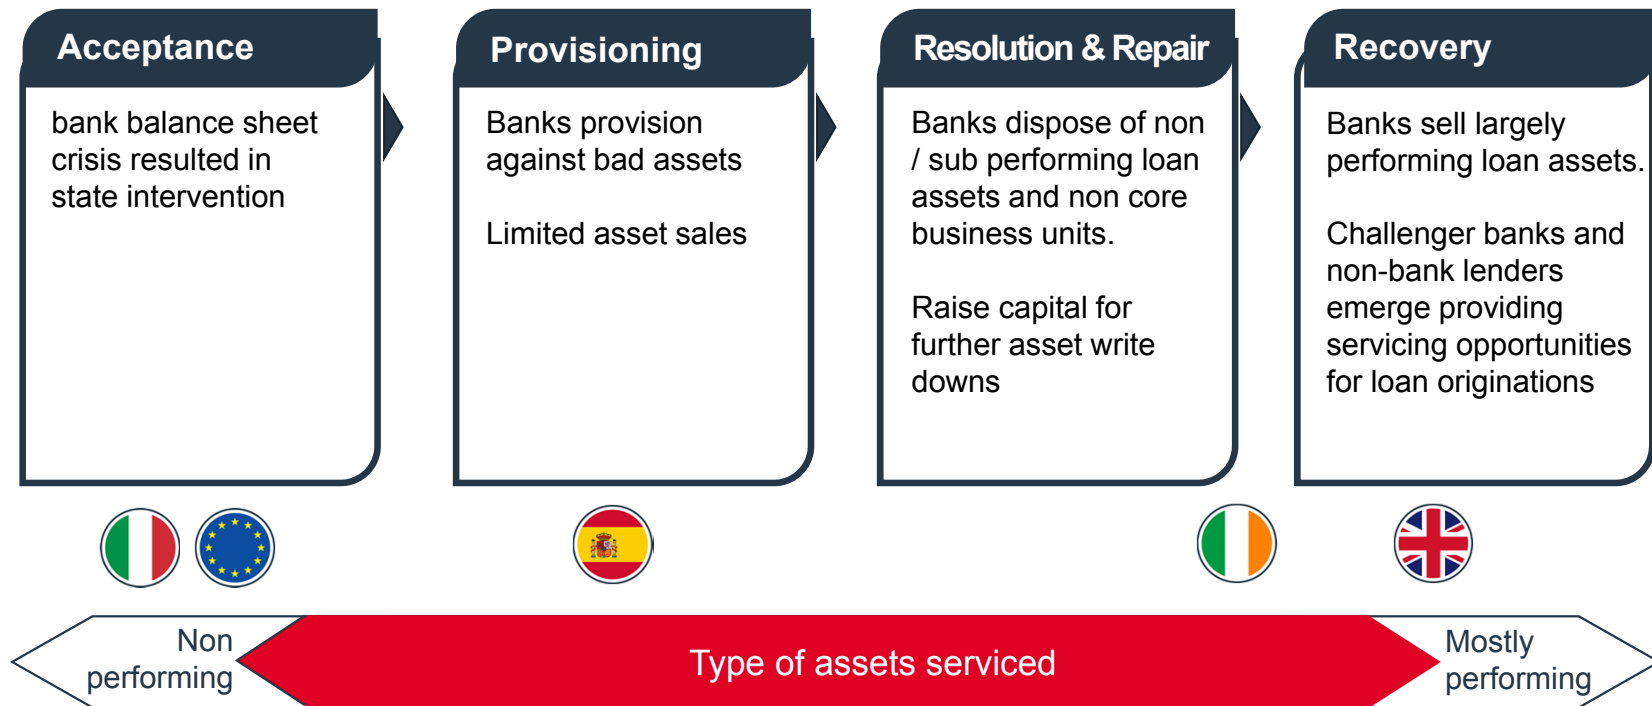 Acceptance
bank balance sheet
crisis resulted in
state intervention
Provisioning
Banks provision
against bad assets
Limited asset sales
Resolution & Repair
Banks dispose of non
/ sub performing loan
assets and non core
business units.
Raise capital for
further asset write
downs
Recovery
Banks sell largely
performing loan assets.
Challenger banks and
non-bank lenders
emerge providing
servicing opportunities
for loan originations
Non
performing
Type of assets serviced
Mostly
performing